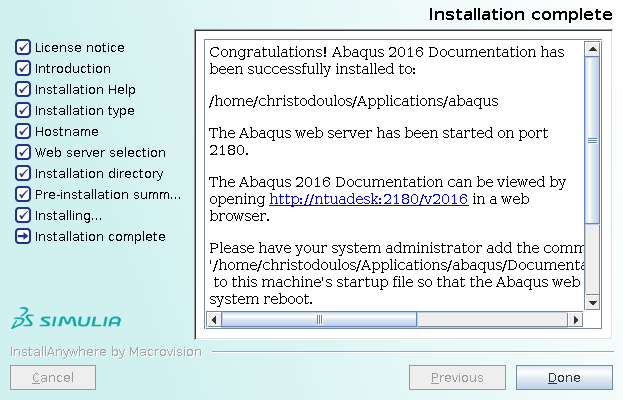 Installation complete
License notice
Introduction
Installation Help
Installation type
Hostname
Web server selection
Installation directory
Pre-installation summ...
Installing...
Installation complete
Congratulations! Abaqus 2016 Documentation has
been successfully installed to:
/home/christodoulos/Applications/abaqus
The Abaqus web server has been started on port
2180.
The Abaqus 2016 Documentation can be viewed by
opening http://ntuadesk:2180/v2016 in a web
browser.
Please have your system administrator add the comm
'/home/christodoulos/Applications/abaqus/Documenta
to this machine's startup file so that the Abaqus web
system reboot.
SIMULIA
InstallAnywhere by Macrovision
Cancel
Previous
Done